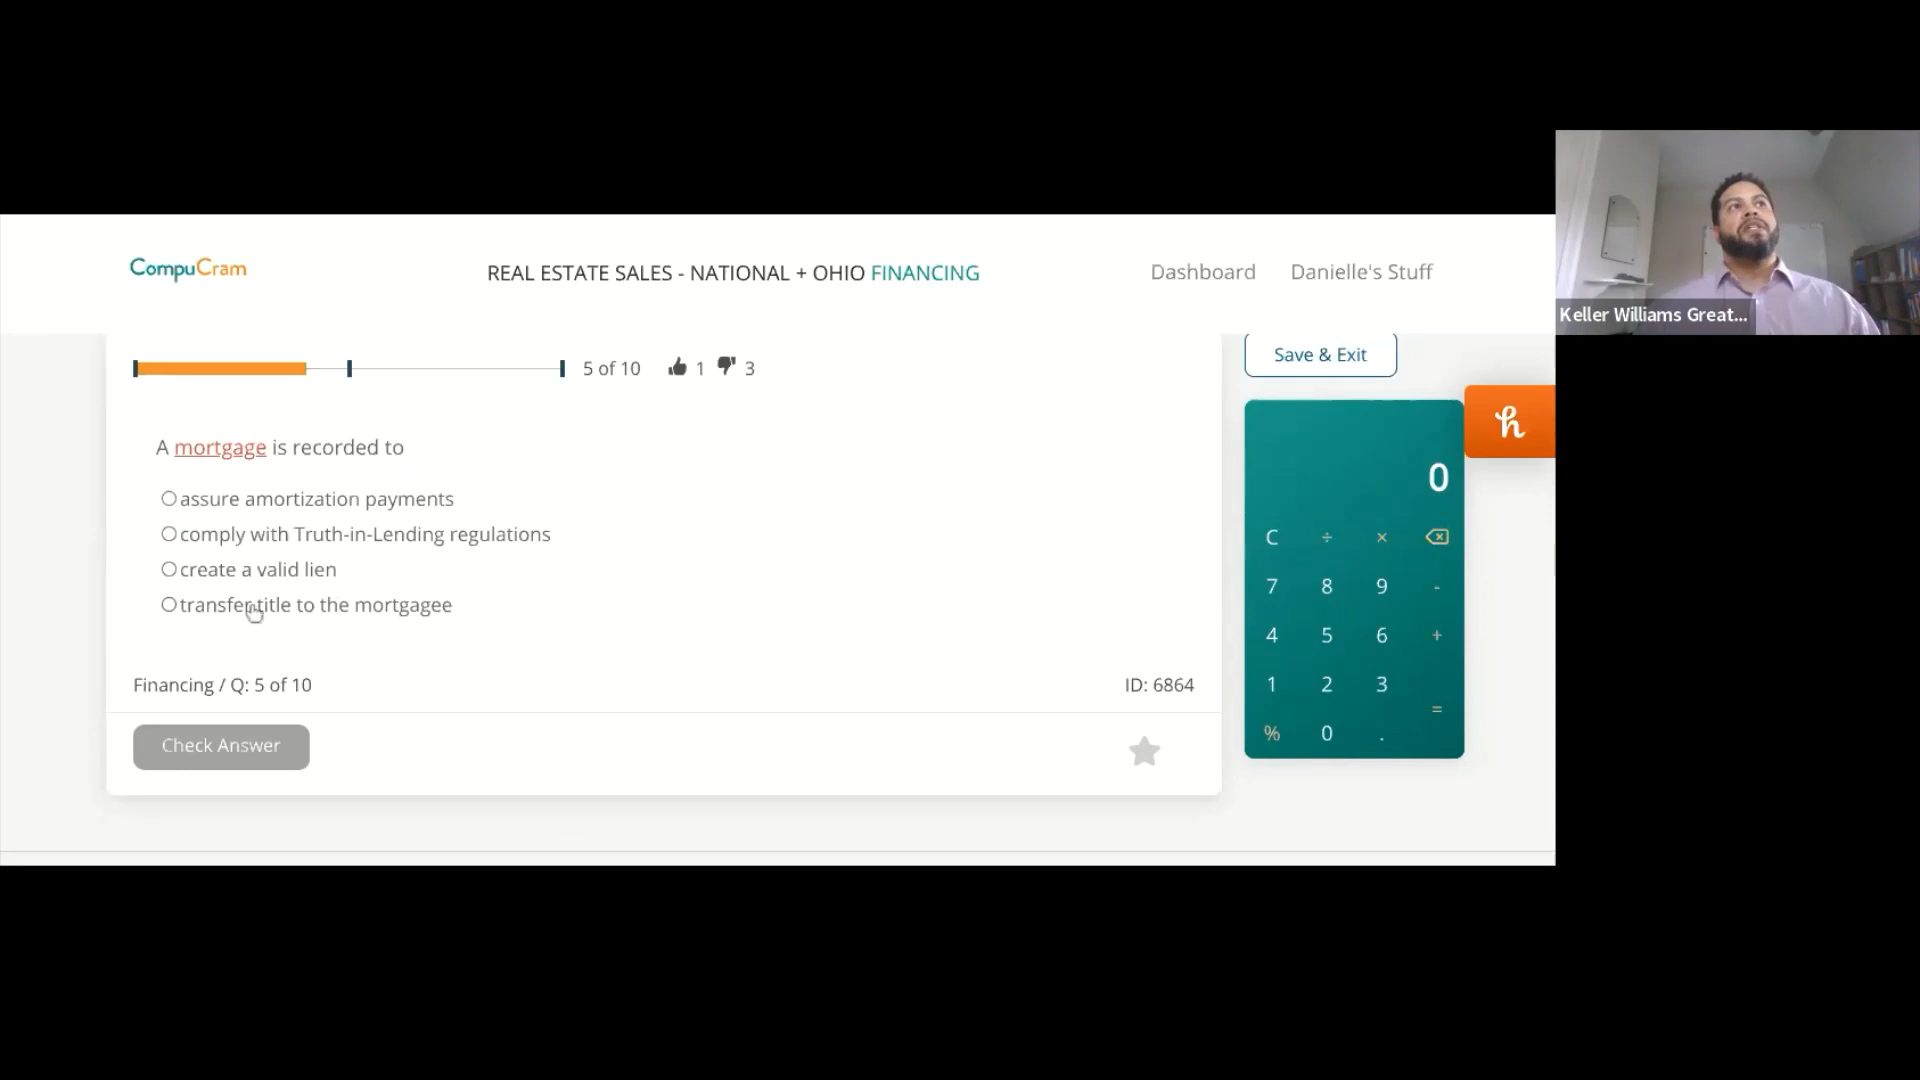 CompuCram
REAL ESTATE SALES - NATIONAL + OHIO FINANCING
Dashboard
Danielle's Stuff
Keller Williams Great...
5 of 10
1
3
Save & Exit
A mortgage is recorded to
assure amortization payments
comply with Truth-in-Lending regulations
create a valid lien
transfer title to the mortgagee
Financing / Q: 5 of 10
ID: 6864
Check Answer
h
0
C ÷ ×
7 8 9 -
4 5 6 +
1 2 3
=
% 0 .